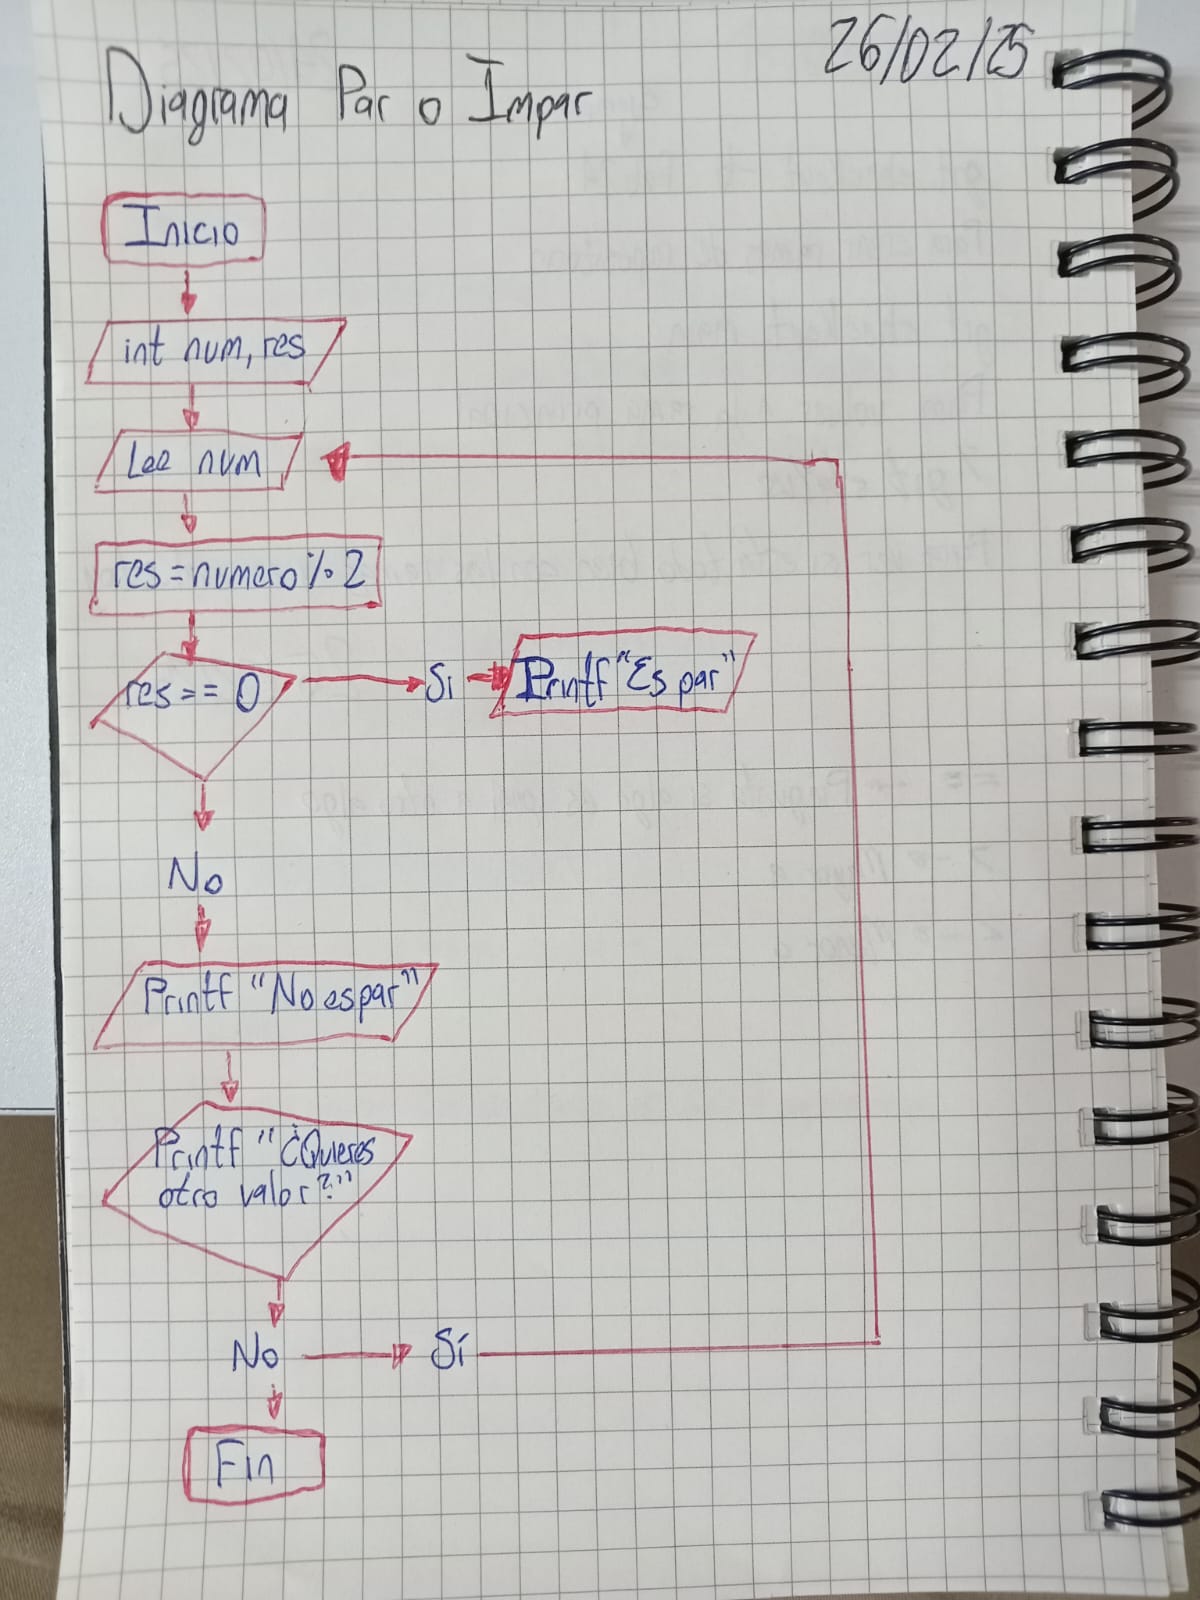 26/02/25
Diagrama Par o Impar
Inicio
int num, res
Lee num
res = numero % 2
res == 0
Si
Printf "Es par"
No
Printf "No es par"
Printf "¿Quieres
otro valor?"
No
Sí
Fin